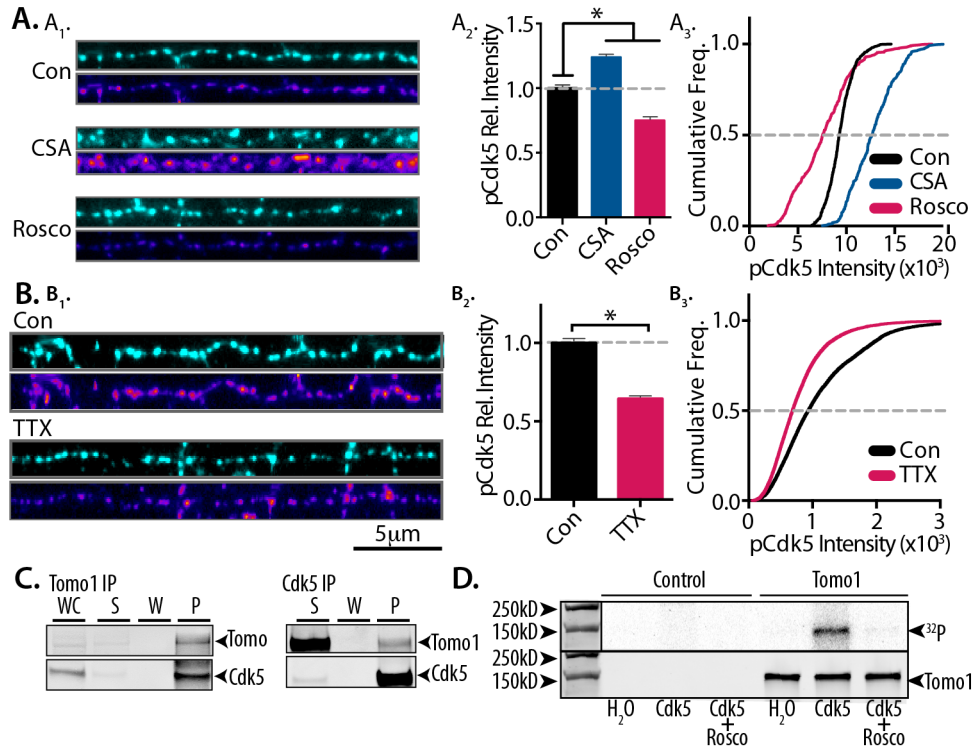 A.
A₁.
Con
CSA
Rosco
A₂.
*
pCdk5 Rel. Intensity
1.5
1.0
0.5
0.0
Con
CSA
Rosco
A₃.
Cumulative Freq.
1.0
0.5
0.0
Con
CSA
Rosco
0 5 10 15 20
pCdk5 Intensity (x10³)
B.
B₁.
Con
TTX
5μm
B₂.
*
pCdk5 Rel. Intensity
1.0
0.5
0.0
Con
TTX
B₃.
Cumulative Freq.
1.0
0.5
0.0
Con
TTX
0 1 2 3
pCdk5 Intensity (x10³)
C.
Tomo1 IP
WC S W P
Tomo
Cdk5
Cdk5 IP
S W P
Tomo1
Cdk5
D.
Control Tomo1
250kD
150kD
³²P
250kD
150kD
Tomo1
H₂O Cdk5 Cdk5 + Rosco H₂O Cdk5 Cdk5 + Rosco